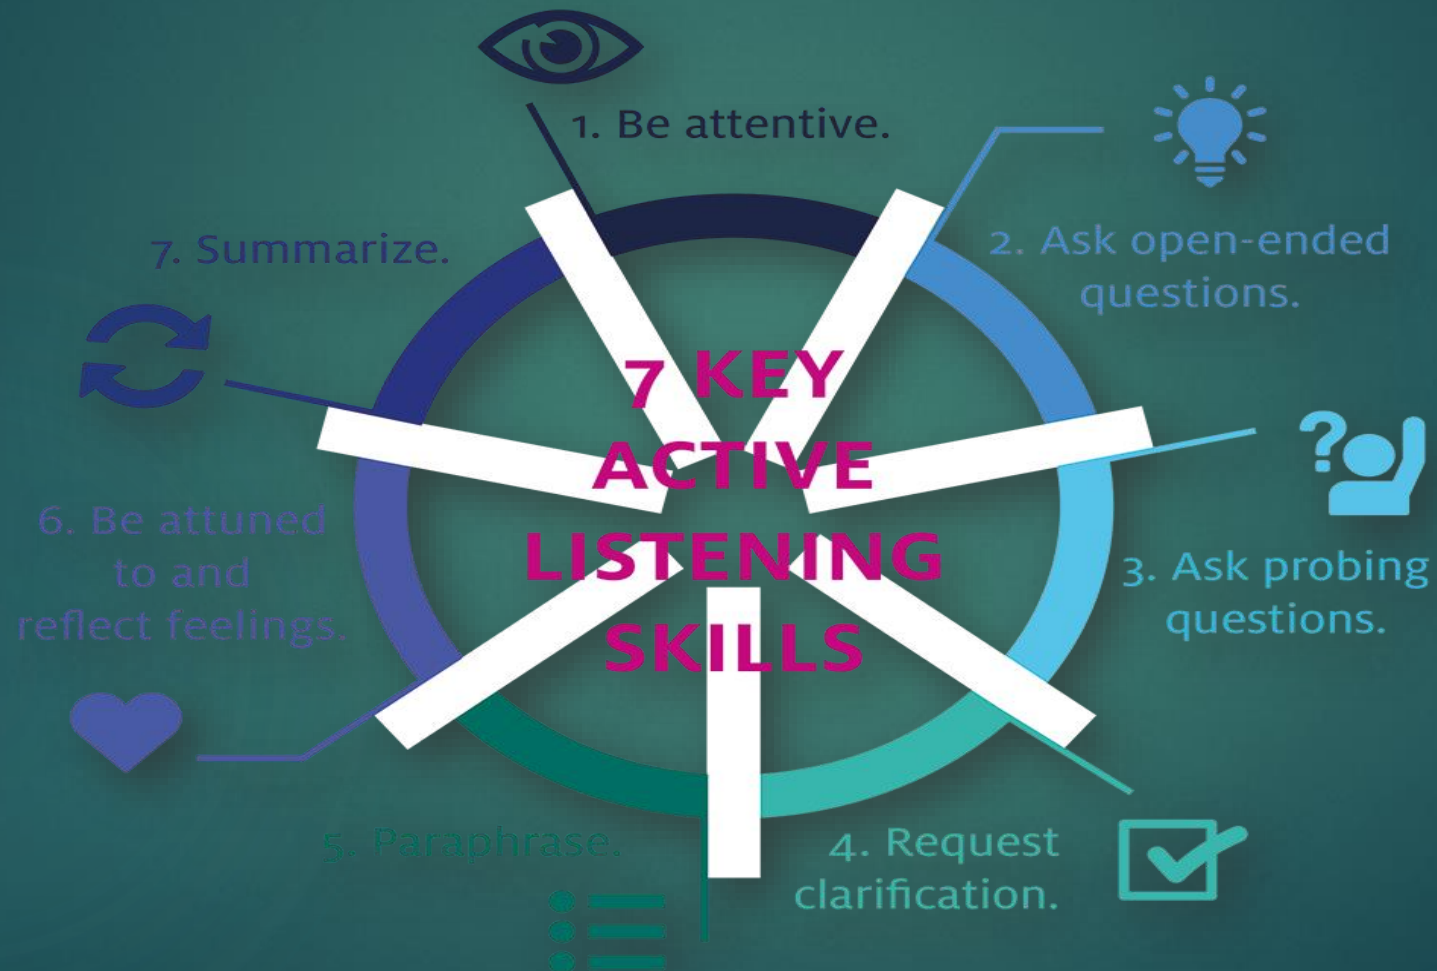 7 KEY
ACTIVE
LISTENING
SKILLS
1. Be attentive.
2. Ask open-ended
questions.
3. Ask probing
questions.
4. Request
clarification.
5. Paraphrase.
6. Be attuned
to and
reflect feelings.
7. Summarize.